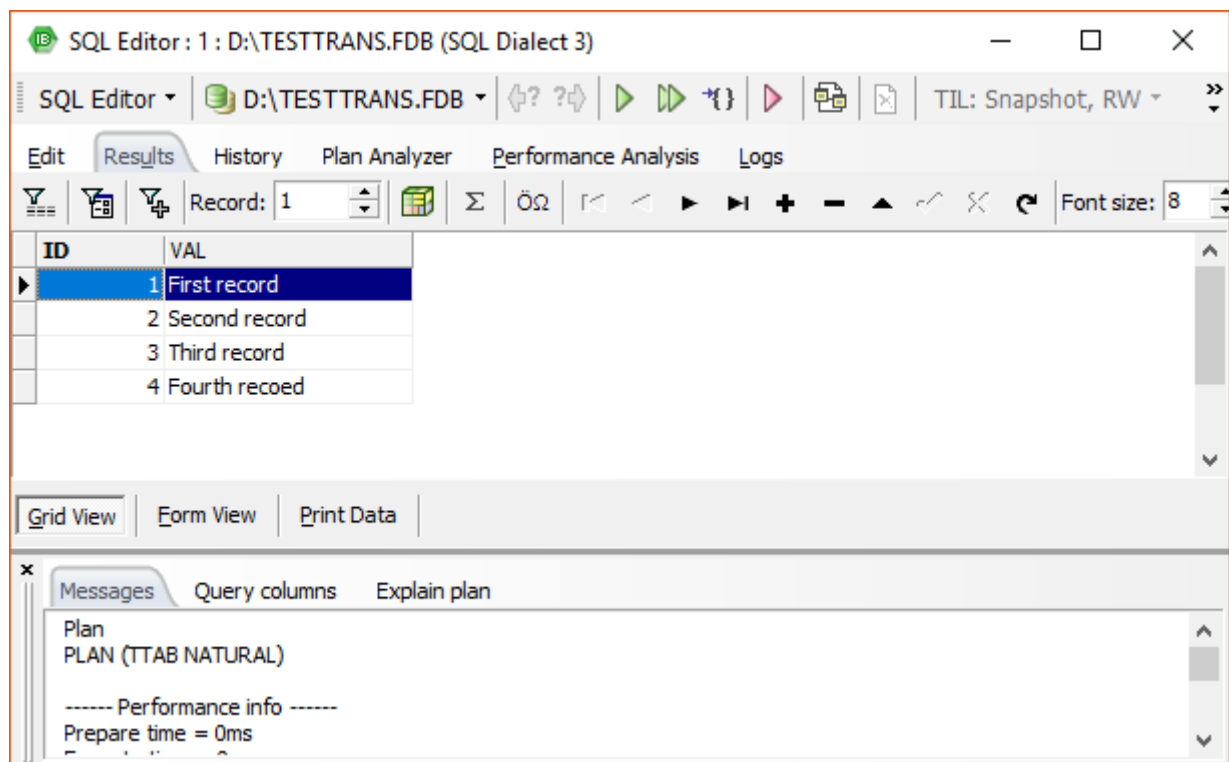 SQL Editor : 1 : D:\TESTTRANS.FDB (SQL Dialect 3)
SQL Editor D:\TESTTRANS.FDB TIL: Snapshot, RW
Edit Results History Plan Analyzer Performance Analysis Logs
Record: 1 Σ ÖΩ Font size: 8
ID VAL
1 First record
2 Second record
3 Third record
4 Fourth recoed
Grid View Form View Print Data
Messages Query columns Explain plan
Plan
PLAN (TTAB NATURAL)
------ Performance info ------
Prepare time = 0ms